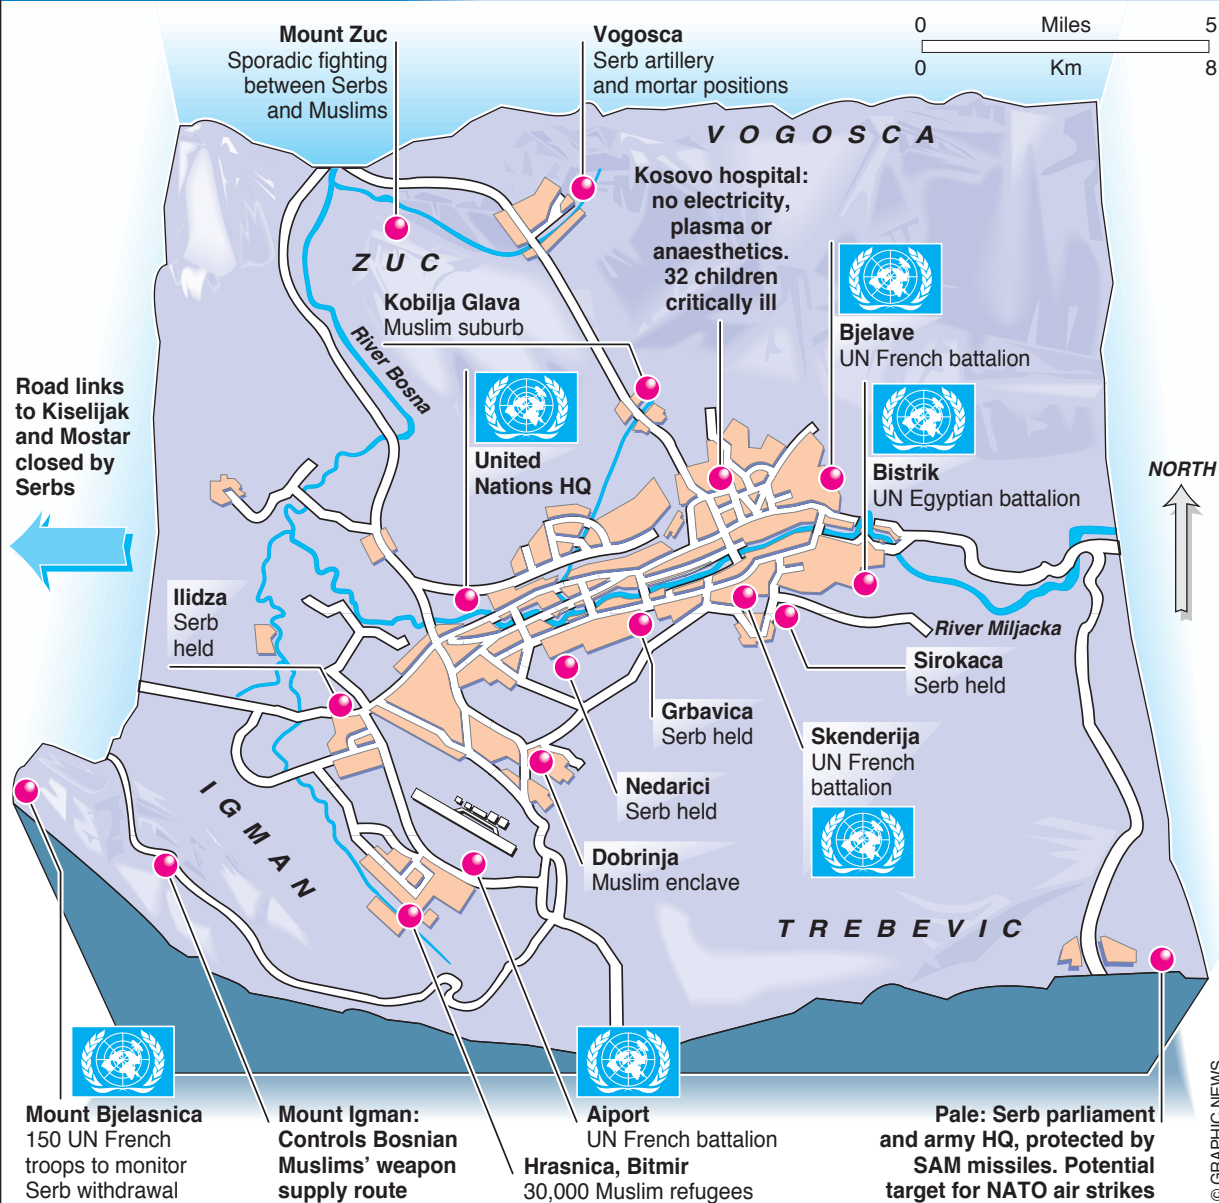 Mount Zuc
Sporadic fighting
between Serbs
and Muslims
Vogosca
Serb artillery
and mortar positions
0 Miles 5
0 Km 8
VOGOSCA
Kosovo hospital:
no electricity,
plasma or
anaesthetics.
32 children
critically ill
ZUC
Kobilja Glava
Muslim suburb
River Bosna
Bjelave
UN French battalion
Road links
to Kiselijak
and Mostar
closed by
Serbs
United
Nations HQ
Bistrik
UN Egyptian battalion
NORTH
Ilidza
Serb
held
River Miljacka
Sirokaca
Serb held
Grbavica
Serb held
Skenderija
UN French
battalion
Nedarici
Serb held
IGMAN
Dobrinja
Muslim enclave
TREBEVIC
Mount Bjelasnica
150 UN French
troops to monitor
Serb withdrawal
Mount Igman:
Controls Bosnian
Muslims' weapon
supply route
Aiport
UN French battalion
Hrasnica, Bitmir
30,000 Muslim refugees
Pale: Serb parliament
and army HQ, protected by
SAM missiles. Potential
target for NATO air strikes
© GRAPHIC NEWS